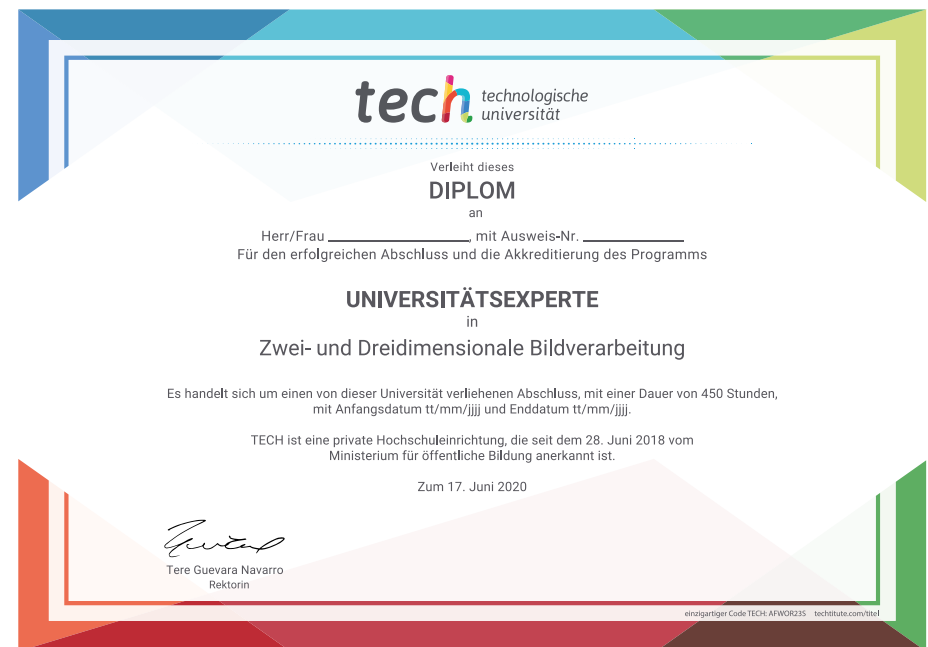 tech technologische
universität
Verleiht dieses
DIPLOM
an
Herr/Frau ____________________, mit Ausweis-Nr. ______________
Für den erfolgreichen Abschluss und die Akkreditierung des Programms
UNIVERSITÄTSEXPERTE
in
Zwei- und Dreidimensionale Bildverarbeitung
Es handelt sich um einen von dieser Universität verliehenen Abschluss, mit einer Dauer von 450 Stunden,
mit Anfangsdatum tt/mm/jjjj und Enddatum tt/mm/jjjj.
TECH ist eine private Hochschuleinrichtung, die seit dem 28. Juni 2018 vom
Ministerium für öffentliche Bildung anerkannt ist.
Zum 17. Juni 2020
Tere Guevara Navarro
Rektorin
einzigartiger Code TECH: AFWOR23S techtitute.com/titel